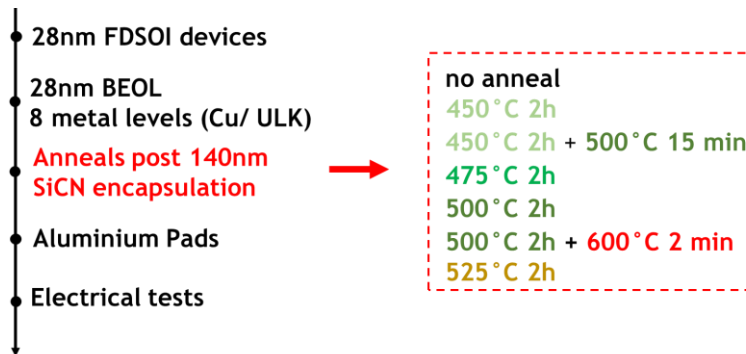 28nm FDSOI devices
28nm BEOL
8 metal levels (Cu/ ULK)
Anneals post 140nm
SiCN encapsulation
Aluminium Pads
Electrical tests
no anneal
450°C 2h
450°C 2h + 500°C 15 min
475°C 2h
500°C 2h
500°C 2h + 600°C 2 min
525°C 2h